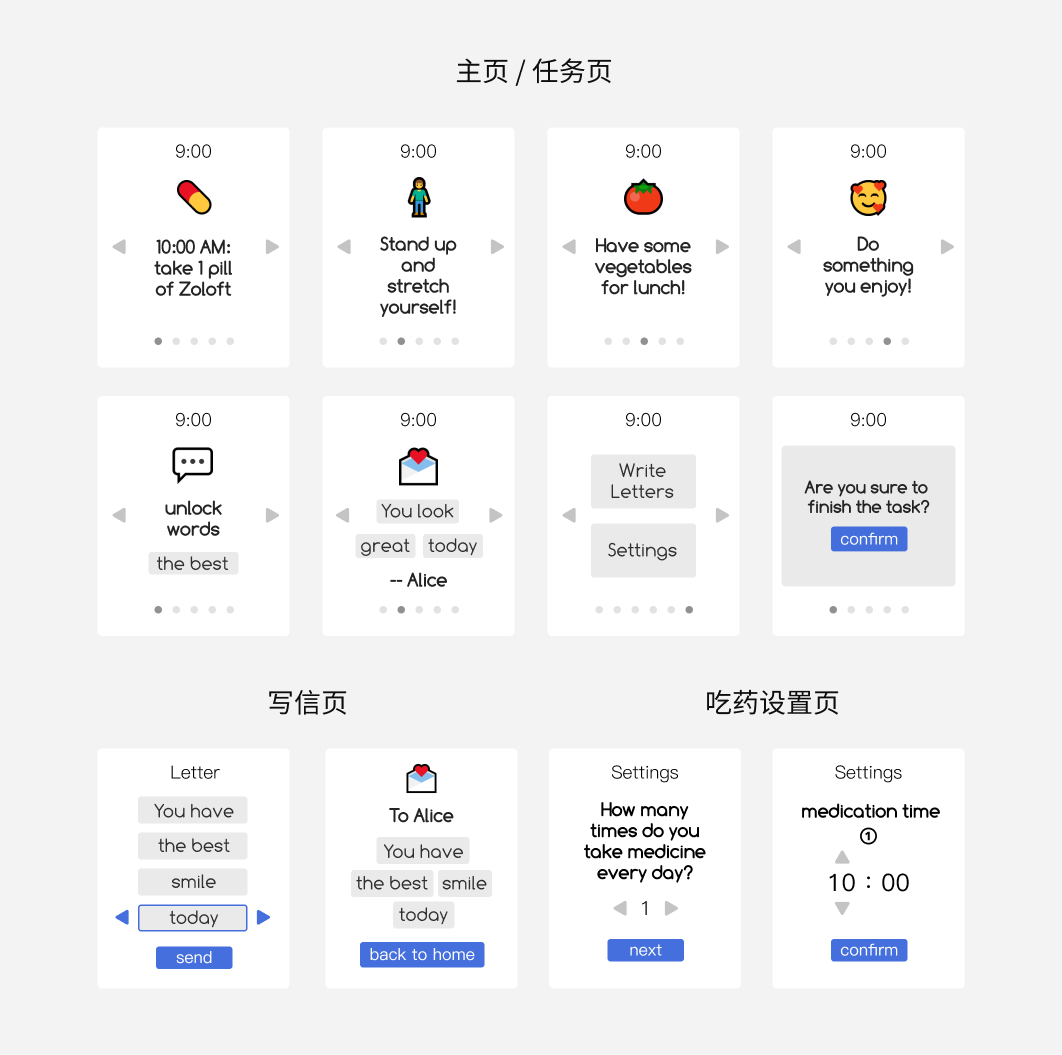 主页 / 任务页
9:00
10:00 AM:
take 1 pill
of Zoloft
9:00
Stand up
and
stretch
yourself!
9:00
Have some
vegetables
for lunch!
9:00
Do
something
you enjoy!
9:00
unlock
words
the best
9:00
You look
great today
-- Alice
9:00
Write
Letters
Settings
9:00
Are you sure to
finish the task?
confirm
写信页
Letter
You have
the best
smile
today
send
To Alice
You have
the best smile
today
back to home
吃药设置页
Settings
How many
times do you
take medicine
every day?
1
next
Settings
medication time
①
10 : 00
confirm